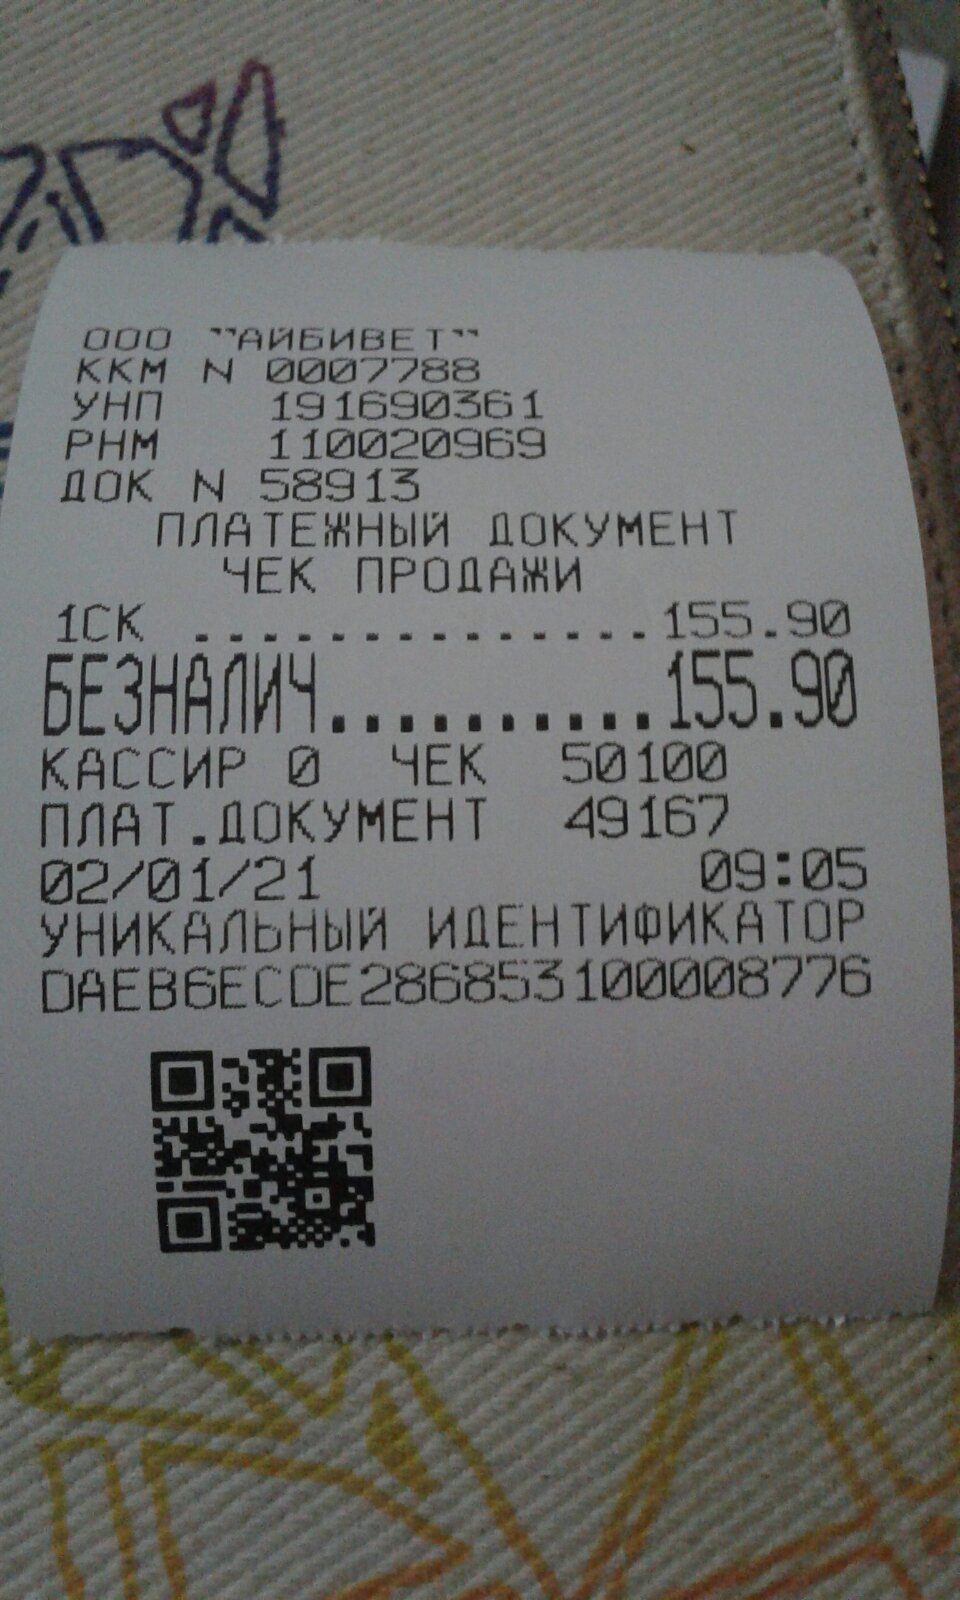 ООО "АЙБИВЕТ"
ККМ N 0007788
УНП 191690361
РНМ 110020969
ДОК N 58913
ПЛАТЕЖНЫЙ ДОКУМЕНТ
ЧЕК ПРОДАЖИ
1СК ................155.90
БЕЗНАЛИЧ..........155.90
КАССИР 0 ЧЕК 50100
ПЛАТ.ДОКУМЕНТ 49167
02/01/21 09:05
УНИКАЛЬНЫЙ ИДЕНТИФИКАТОР
DAEB6ECDE286853100008776